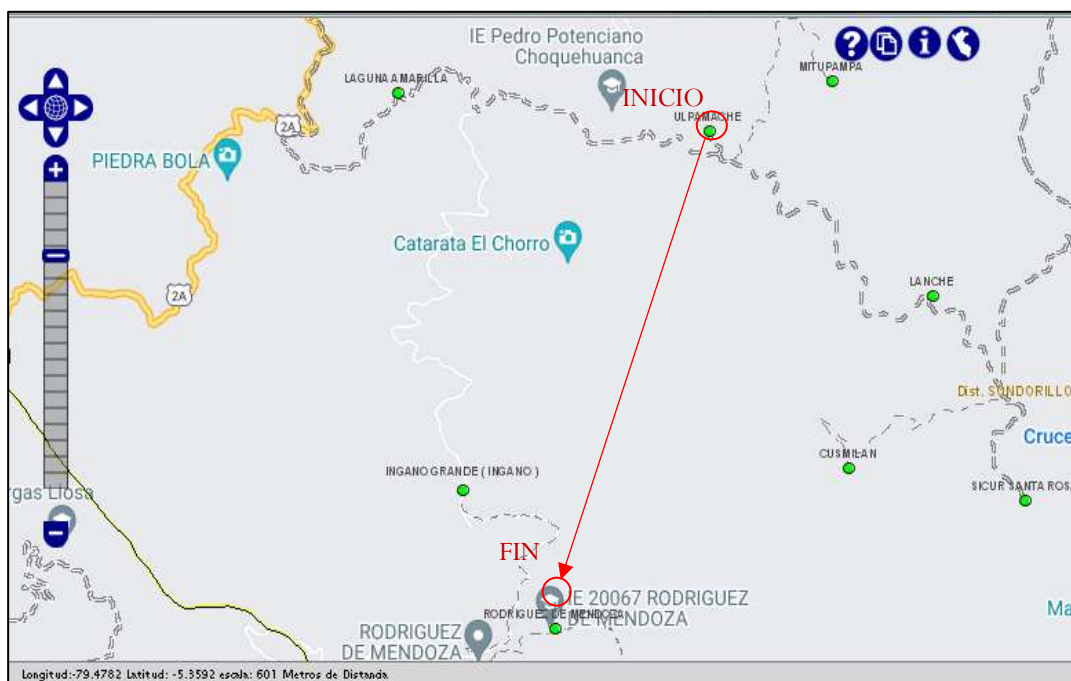 IE Pedro Potenciano
Choquehuanca
MITUPAMPA
LAGUNA AMARILLA
INICIO
ULPAMACHE
2A
PIEDRA BOLA
Catarata El Chorro
2A
LANCHE
Dist. SONDORILLO
Cruce
CUSMILAN
INGANO GRANDE ( INGANO )
SICUR SANTA ROSA
rgas Llosa
FIN
IE 20067 RODRIGUEZ
DE MENDOZA
RODRIGUEZ DE MENDOZA
Ma
RODRIGUEZ
DE MENDOZA
Longitud:-79.4782 Latitud: -5.3592 escala: 601 Metros de Distancia